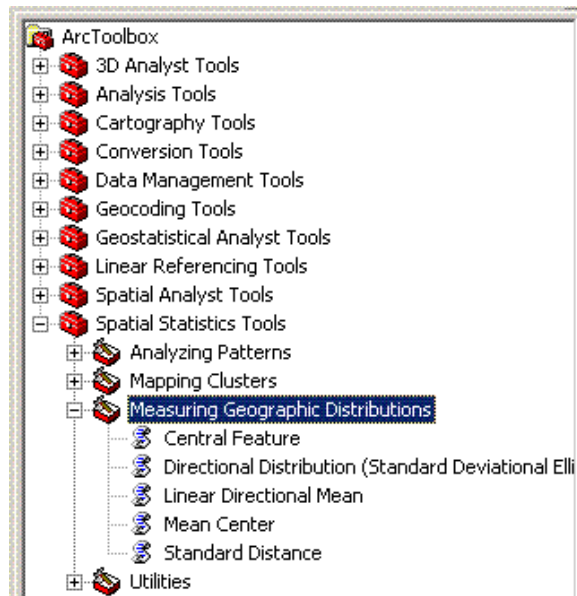 ArcToolbox
3D Analyst Tools
Analysis Tools
Cartography Tools
Conversion Tools
Data Management Tools
Geocoding Tools
Geostatistical Analyst Tools
Linear Referencing Tools
Spatial Analyst Tools
Spatial Statistics Tools
Analyzing Patterns
Mapping Clusters
Measuring Geographic Distributions
Central Feature
Directional Distribution (Standard Deviational Elli
Linear Directional Mean
Mean Center
Standard Distance
Utilities